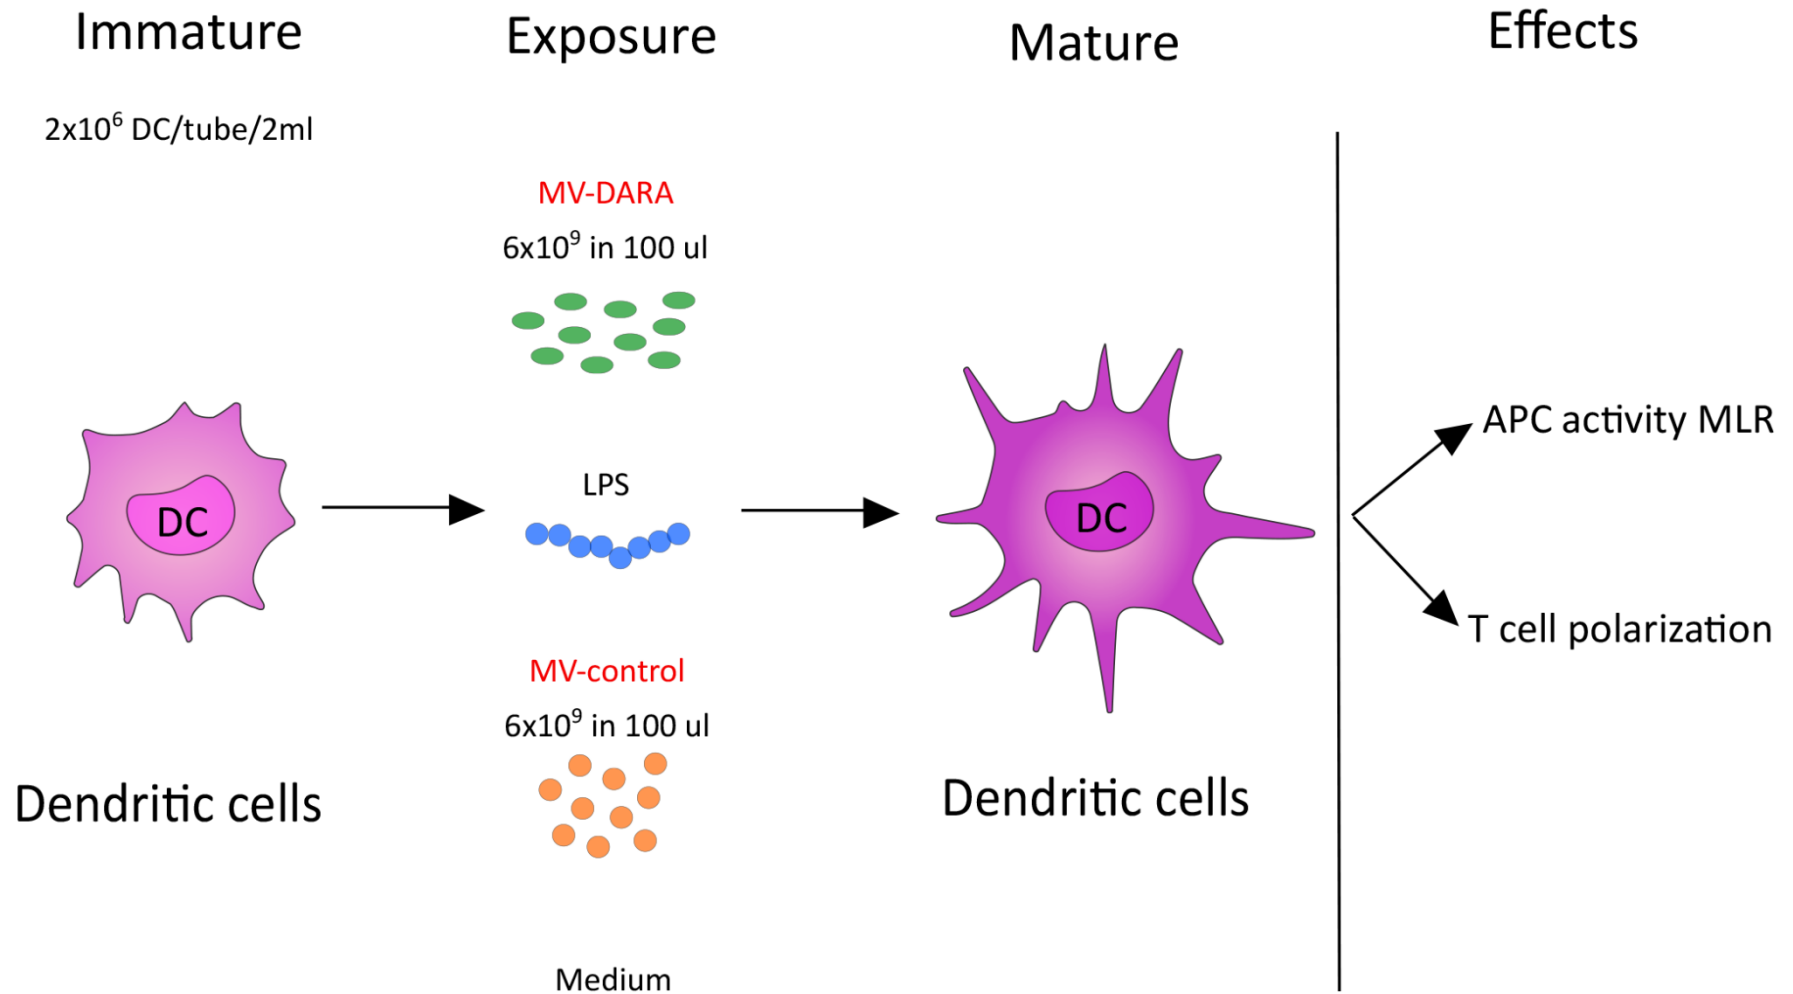 Immature
Exposure
Mature
Effects
2x10⁶ DC/tube/2ml
MV-DARA
6x10⁹ in 100 ul
LPS
DC
DC
APC activity MLR
T cell polarization
MV-control
6x10⁹ in 100 ul
Dendritic cells
Dendritic cells
Medium